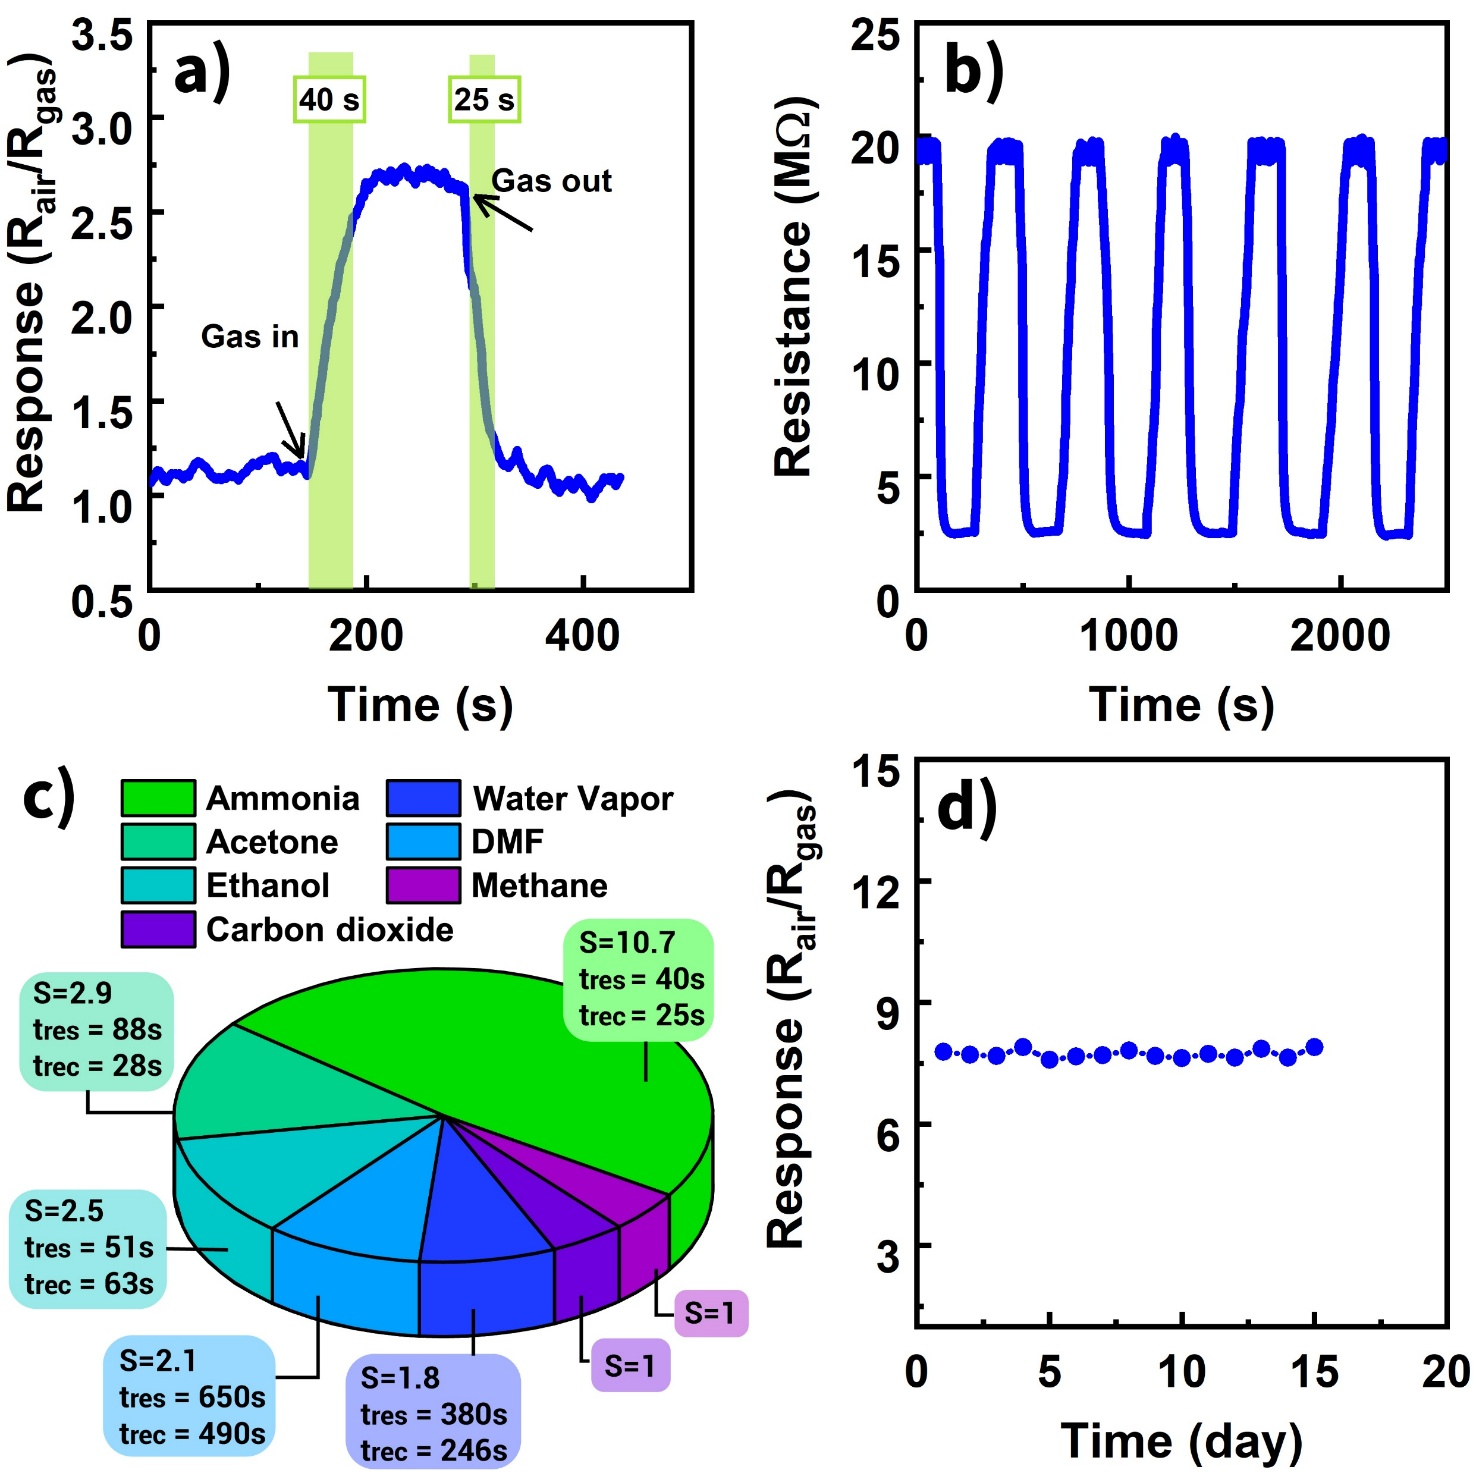 a)
3.5
3.0
2.5
2.0
1.5
1.0
0.5
Response (Rair/Rgas)
40 s
25 s
Gas out
Gas in
0
200
400
Time (s)
b)
25
20
15
10
5
0
Resistance (MΩ)
0
1000
2000
Time (s)
c)
Ammonia
Water Vapor
Acetone
DMF
Ethanol
Methane
Carbon dioxide
S=10.7
tres = 40s
trec = 25s
S=2.9
tres = 88s
trec = 28s
S=2.5
tres = 51s
trec = 63s
S=2.1
tres = 650s
trec = 490s
S=1.8
tres = 380s
trec = 246s
S=1
S=1
d)
15
12
9
6
3
Response (Rair/Rgas)
0
5
10
15
20
Time (day)